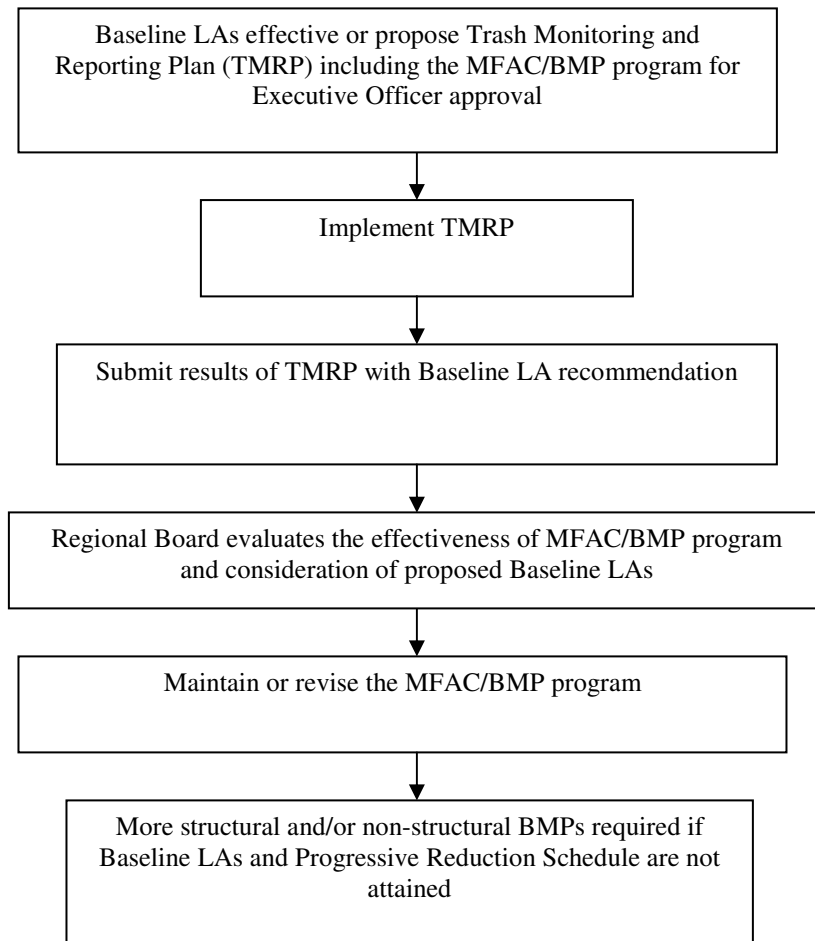 Baseline LAs effective or propose Trash Monitoring and
Reporting Plan (TMRP) including the MFAC/BMP program for
Executive Officer approval
Implement TMRP
Submit results of TMRP with Baseline LA recommendation
Regional Board evaluates the effectiveness of MFAC/BMP program
and consideration of proposed Baseline LAs
Maintain or revise the MFAC/BMP program
More structural and/or non-structural BMPs required if
Baseline LAs and Progressive Reduction Schedule are not
attained